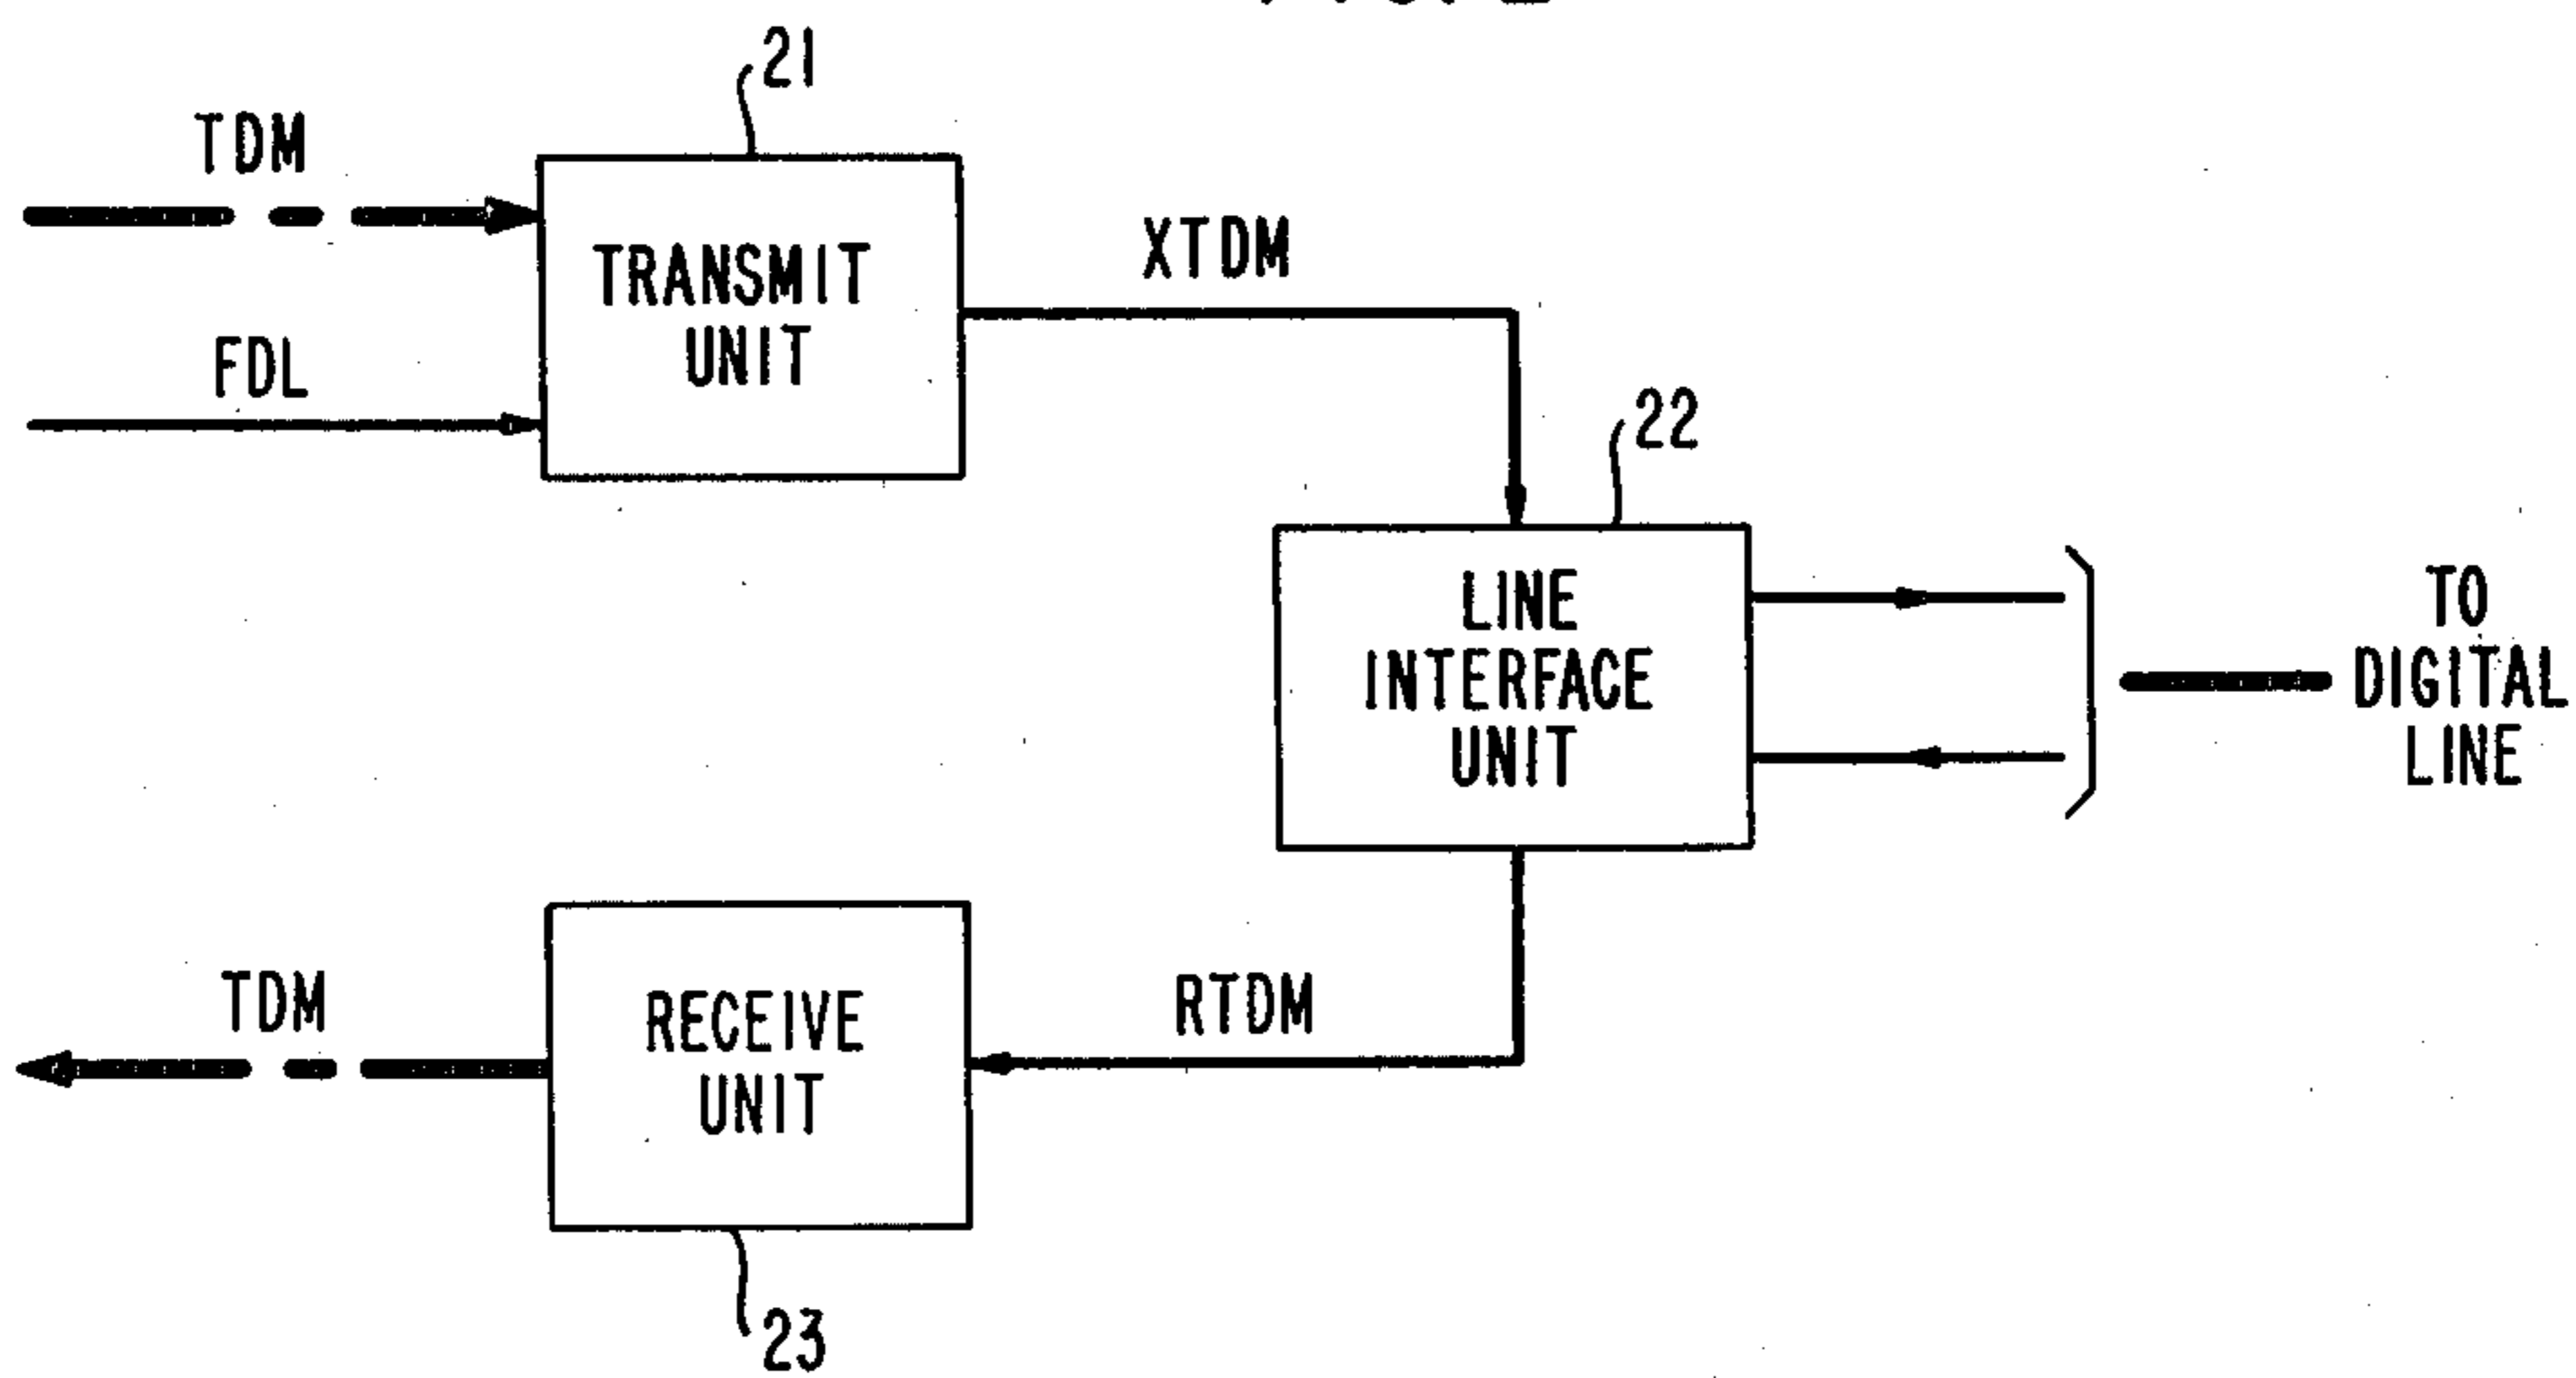 21
TDM
TRANSMIT
UNIT
FDL
XTDM
22
LINE
INTERFACE
UNIT
TO
DIGITAL
LINE
TDM
RECEIVE
UNIT
RTDM
23